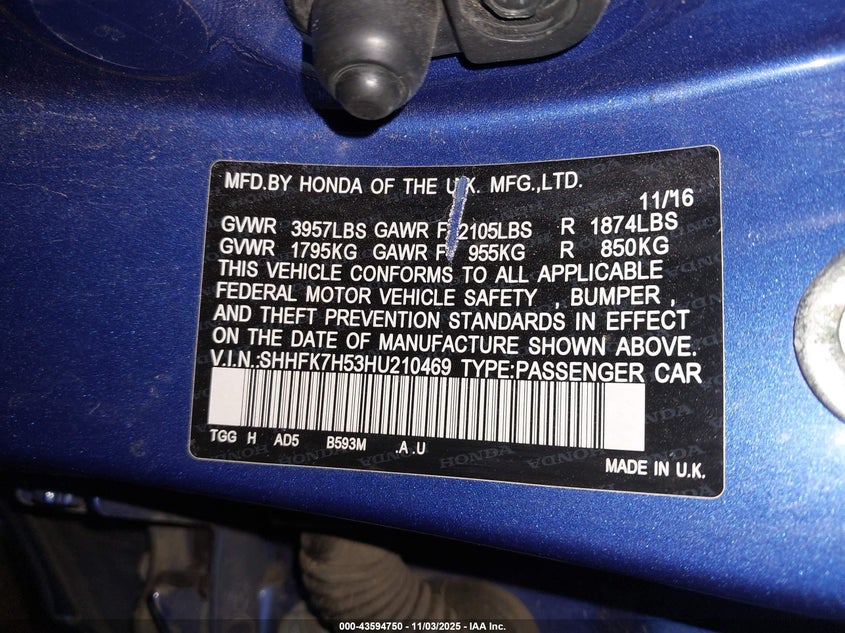 MFD.BY HONDA OF THE U.K. MFG.,LTD.
11/16
GVWR 3957LBS GAWR F 2105LBS R 1874LBS
GVWR 1795KG GAWR F 955KG R 850KG
THIS VEHICLE CONFORMS TO ALL APPLICABLE
FEDERAL MOTOR VEHICLE SAFETY , BUMPER ,
AND THEFT PREVENTION STANDARDS IN EFFECT
ON THE DATE OF MANUFACTURE SHOWN ABOVE.
V.I.N.:SHHFK7H53HU210469 TYPE:PASSENGER CAR
TGG H AD5 B593M .A .U
MADE IN U.K.
000-43594750 - 11/03/2025 - IAA Inc.